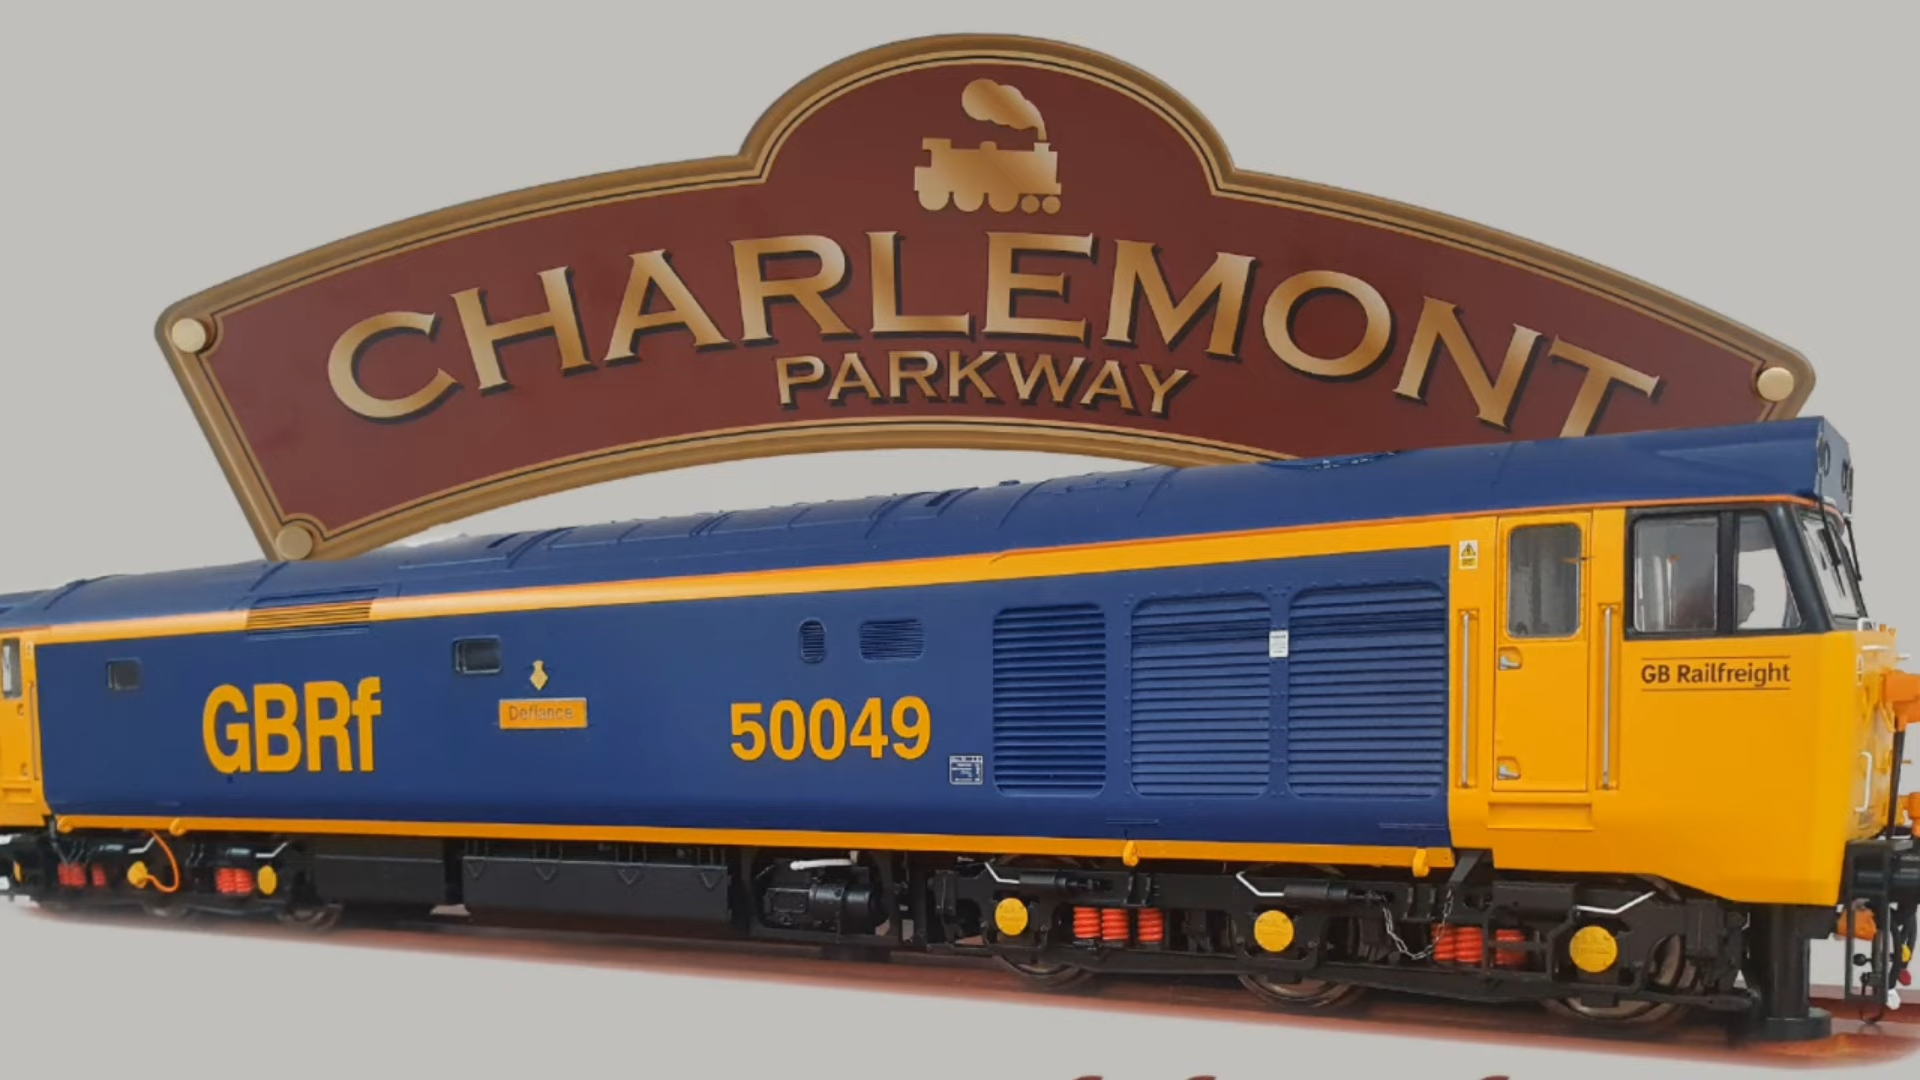 CHARLEMONT
PARKWAY
GB Railfreight
GBRf
Defiance
50049